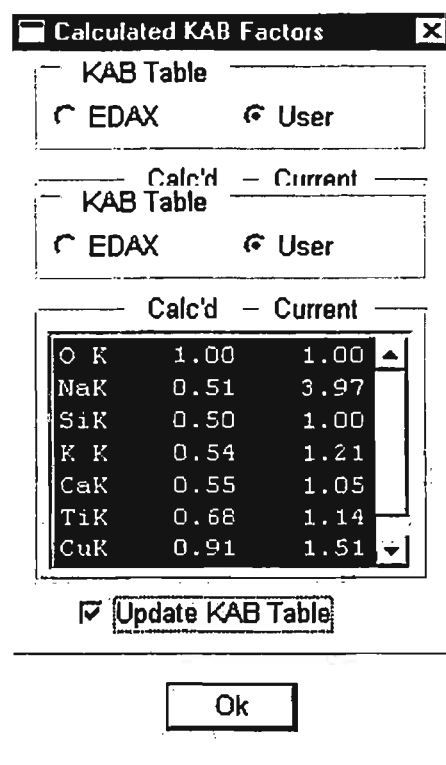 Calculated KAB Factors
KAB Table
EDAX User
Calc'd - Current
KAB Table
EDAX User
Calc'd - Current
O K 1.00 1.00
NaK 0.51 3.97
SiK 0.50 1.00
K K 0.54 1.21
CaK 0.55 1.05
TiK 0.68 1.14
CuK 0.91 1.51
Update KAB Table
Ok